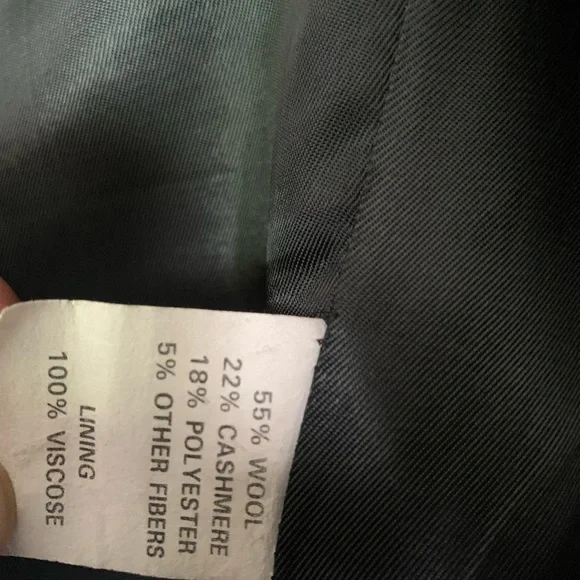 55% WOOL
22% CASHMERE
18% POLYESTER
5% OTHER FIBERS
LINING
100% VISCOSE